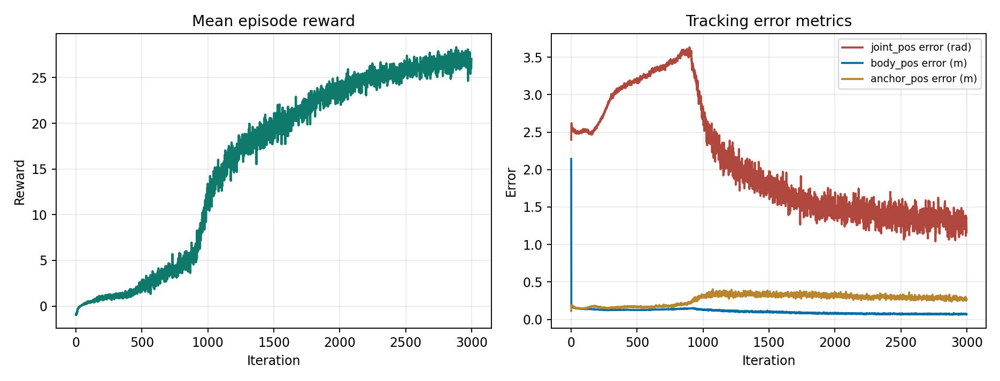 Mean episode reward
Reward
25
20
15
10
5
0
0 500 1000 1500 2000 2500 3000
Iteration
Tracking error metrics
joint_pos error (rad)
body_pos error (m)
anchor_pos error (m)
Error
3.5
3.0
2.5
2.0
1.5
1.0
0.5
0.0
0 500 1000 1500 2000 2500 3000
Iteration